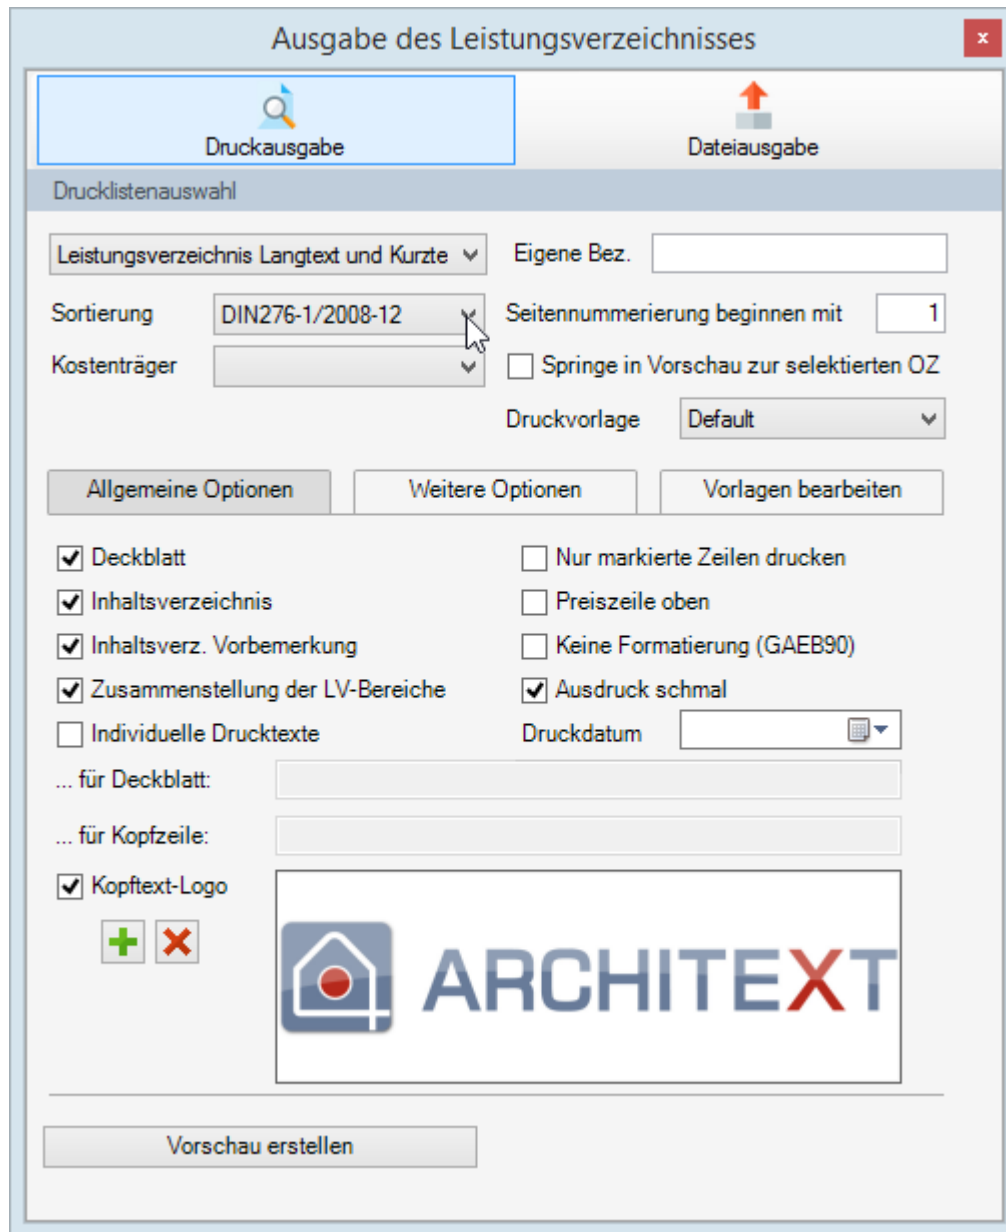 Ausgabe des Leistungsverzeichnisses
x
Druckausgabe
Dateiausgabe
Drucklistenauswahl
Leistungsverzeichnis Langtext und Kurzte
Eigene Bez.
Sortierung
DIN276-1/2008-12
Seitennummerierung beginnen mit
1
Kostenträger
Springe in Vorschau zur selektierten OZ
Druckvorlage
Default
Allgemeine Optionen
Weitere Optionen
Vorlagen bearbeiten
Deckblatt
Nur markierte Zeilen drucken
Inhaltsverzeichnis
Preiszeile oben
Inhaltsverz. Vorbemerkung
Keine Formatierung (GAEB90)
Zusammenstellung der LV-Bereiche
Ausdruck schmal
Individuelle Drucktexte
Druckdatum
... für Deckblatt:
... für Kopfzeile:
Kopftext-Logo
ARCHITEXT
Vorschau erstellen